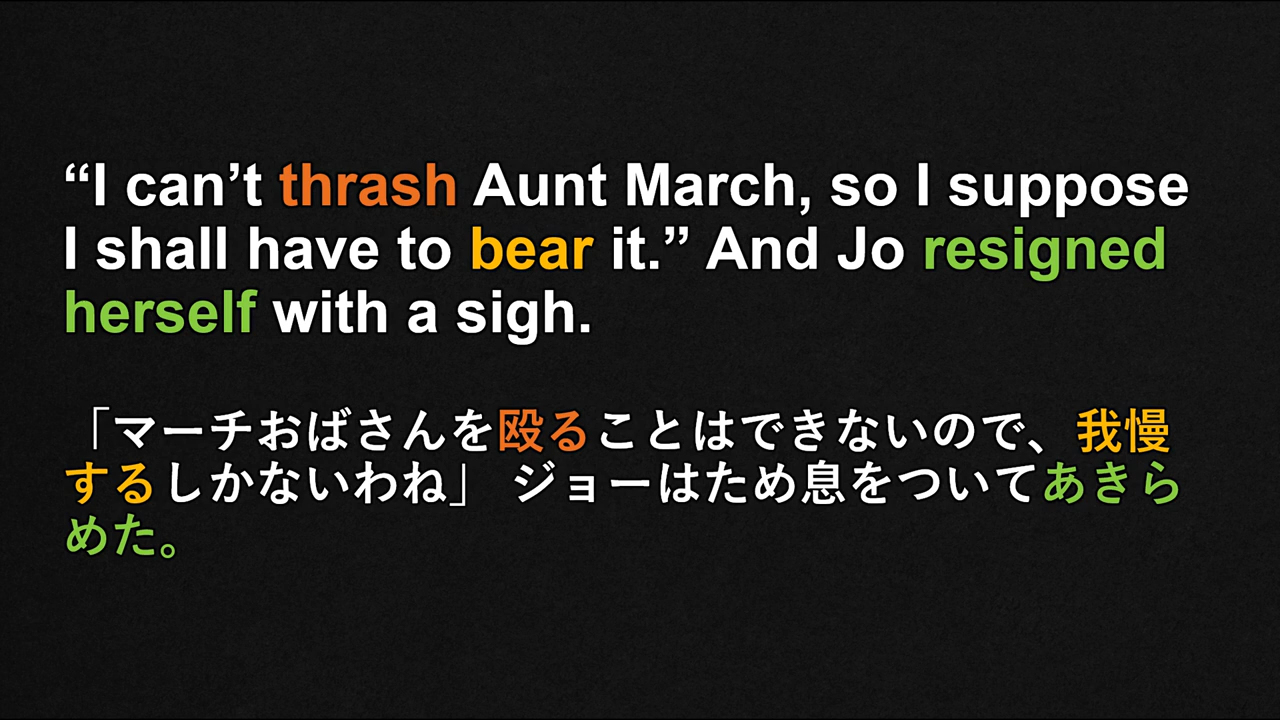 “I can’t thrash Aunt March, so I suppose
I shall have to bear it.” And Jo resigned
herself with a sigh.
「マーチおばさんを殴ることはできないので、我慢
するしかないわね」 ジョーはため息をついてあきら
めた。